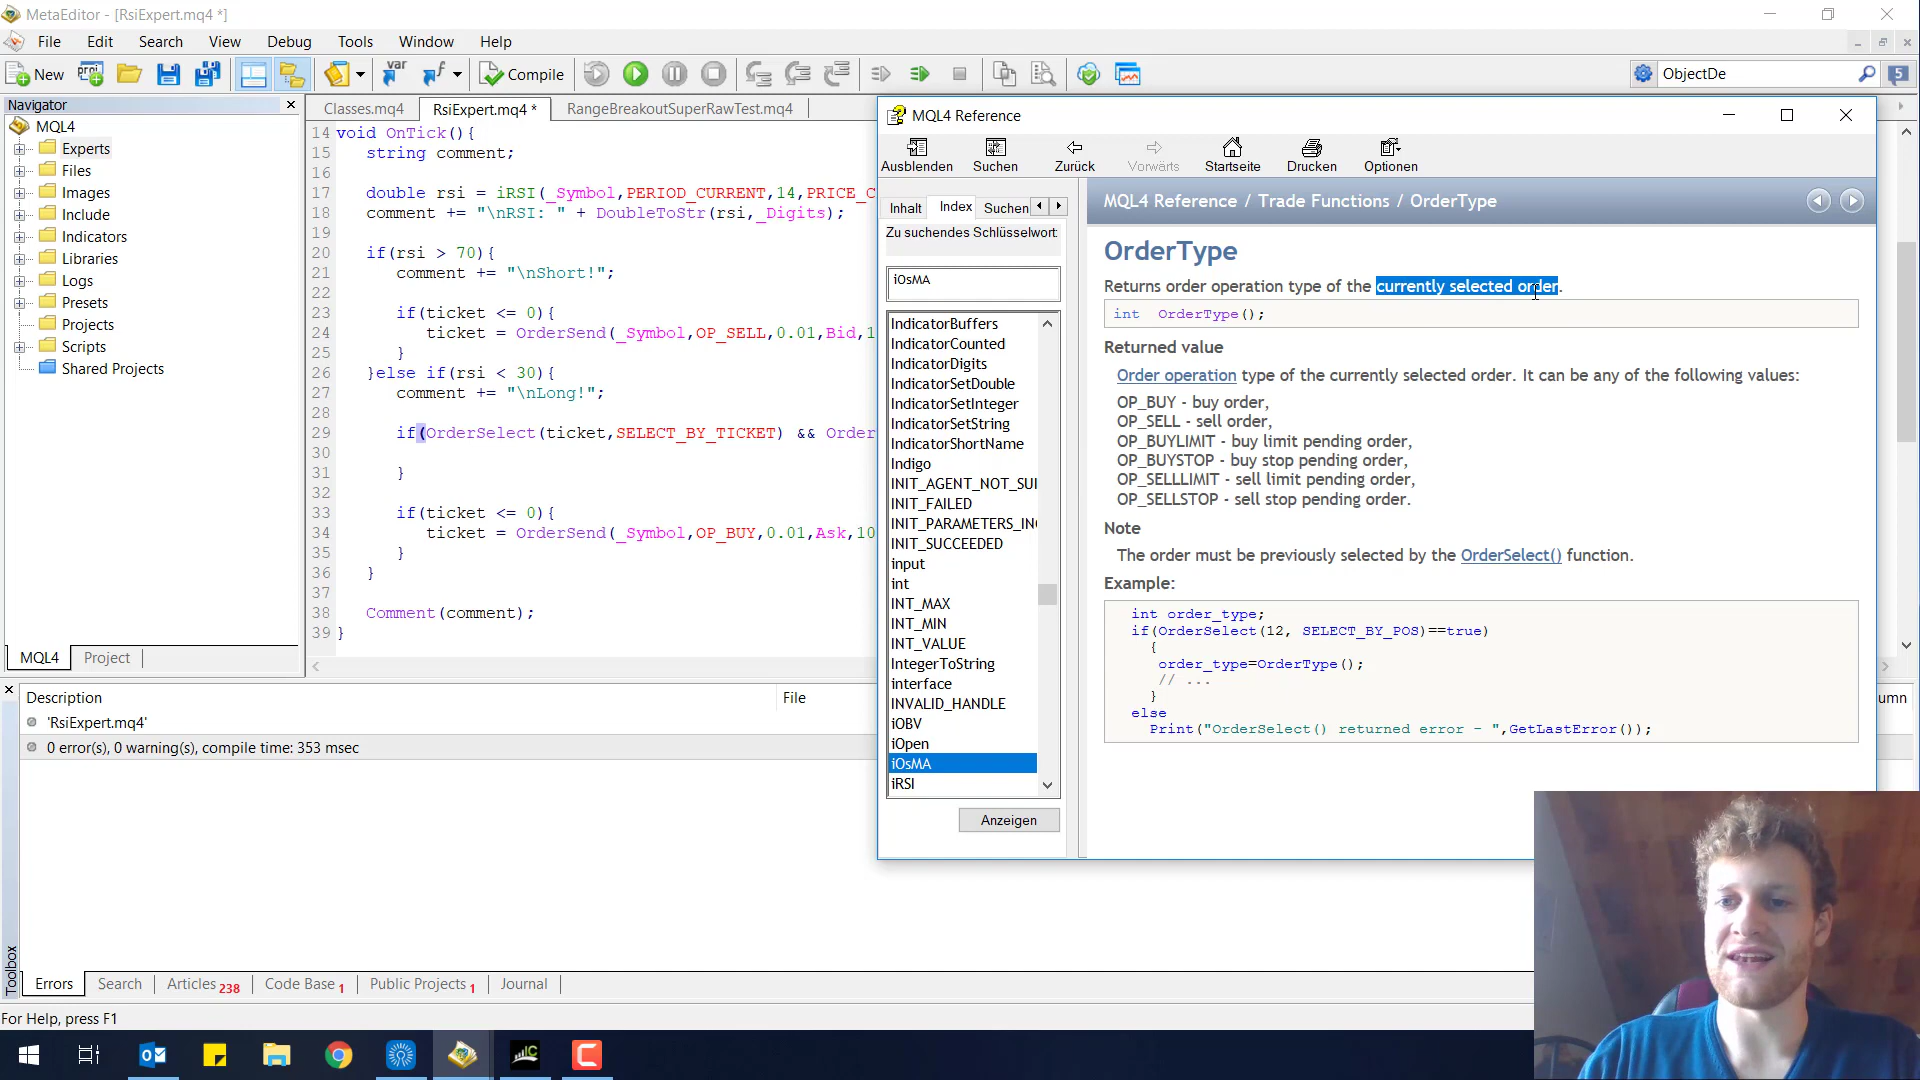 MetaEditor - [RsiExpert.mq4 *]
File Edit Search View Debug Tools Window Help
New Compile ObjectDe 5
Navigator
MQL4
Experts
Files
Images
Include
Indicators
Libraries
Logs
Presets
Projects
Scripts
Shared Projects
MQL4 Project
Classes.mq4 RsiExpert.mq4 * RangeBreakoutSuperRawTest.mq4
14 void OnTick(){
15 string comment;
16
17 double rsi = iRSI(_Symbol,PERIOD_CURRENT,14,PRICE_C
18 comment += "\nRSI: " + DoubleToStr(rsi,_Digits);
19
20 if(rsi > 70){
21 comment += "\nShort!";
22
23 if(ticket <= 0){
24 ticket = OrderSend(_Symbol,OP_SELL,0.01,Bid,1
25 }
26 }else if(rsi < 30){
27 comment += "\nLong!";
28
29 if(OrderSelect(ticket,SELECT_BY_TICKET) && Order
30
31 }
32
33 if(ticket <= 0){
34 ticket = OrderSend(_Symbol,OP_BUY,0.01,Ask,10
35 }
36 }
37
38 Comment(comment);
39 }
MQL4 Reference
Ausblenden Suchen Zurück Vorwärts Startseite Drucken Optionen
Inhalt Index Suchen
Zu suchendes Schlüsselwort
iOsMA
IndicatorBuffers
IndicatorCounted
IndicatorDigits
IndicatorSetDouble
IndicatorSetInteger
IndicatorSetString
IndicatorShortName
Indigo
INIT_AGENT_NOT_SUI
INIT_FAILED
INIT_PARAMETERS_IN
INIT_SUCCEEDED
input
int
INT_MAX
INT_MIN
INT_VALUE
IntegerToString
interface
INVALID_HANDLE
iOBV
iOpen
iOsMA
iRSI
Anzeigen
MQL4 Reference / Trade Functions / OrderType
OrderType
Returns order operation type of the currently selected order.
int OrderType();
Returned value
Order operation type of the currently selected order. It can be any of the following values:
OP_BUY - buy order,
OP_SELL - sell order,
OP_BUYLIMIT - buy limit pending order,
OP_BUYSTOP - buy stop pending order,
OP_SELLLIMIT - sell limit pending order,
OP_SELLSTOP - sell stop pending order.
Note
The order must be previously selected by the OrderSelect() function.
Example:
int order_type;
if(OrderSelect(12, SELECT_BY_POS)==true)
{
order_type=OrderType();
// ...
}
else
Print("OrderSelect() returned error - ",GetLastError());
Description File umn
'RsiExpert.mq4'
0 error(s), 0 warning(s), compile time: 353 msec
Toolbox
Errors Search Articles 238 Code Base 1 Public Projects 1 Journal
For Help, press F1